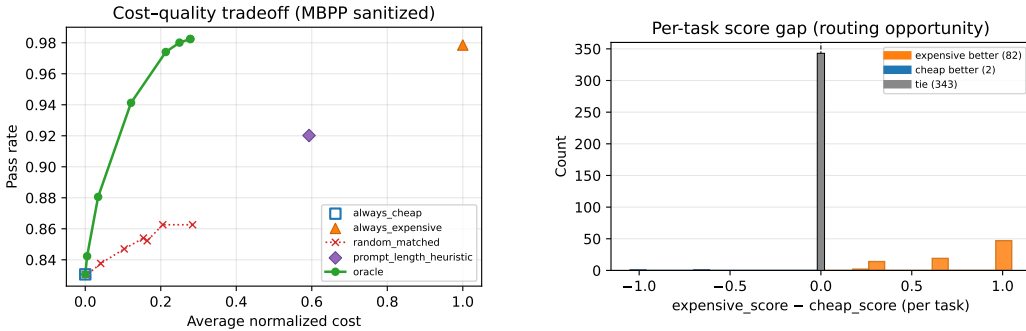 Cost–quality tradeoff (MBPP sanitized)
Pass rate
0.98
0.96
0.94
0.92
0.90
0.88
0.86
0.84
0.0
0.2
0.4
0.6
0.8
1.0
Average normalized cost
always_cheap
always_expensive
random_matched
prompt_length_heuristic
oracle
Per-task score gap (routing opportunity)
Count
350
300
250
200
150
100
50
0
−1.0
−0.5
0.0
0.5
1.0
expensive_score − cheap_score (per task)
expensive better (82)
cheap better (2)
tie (343)